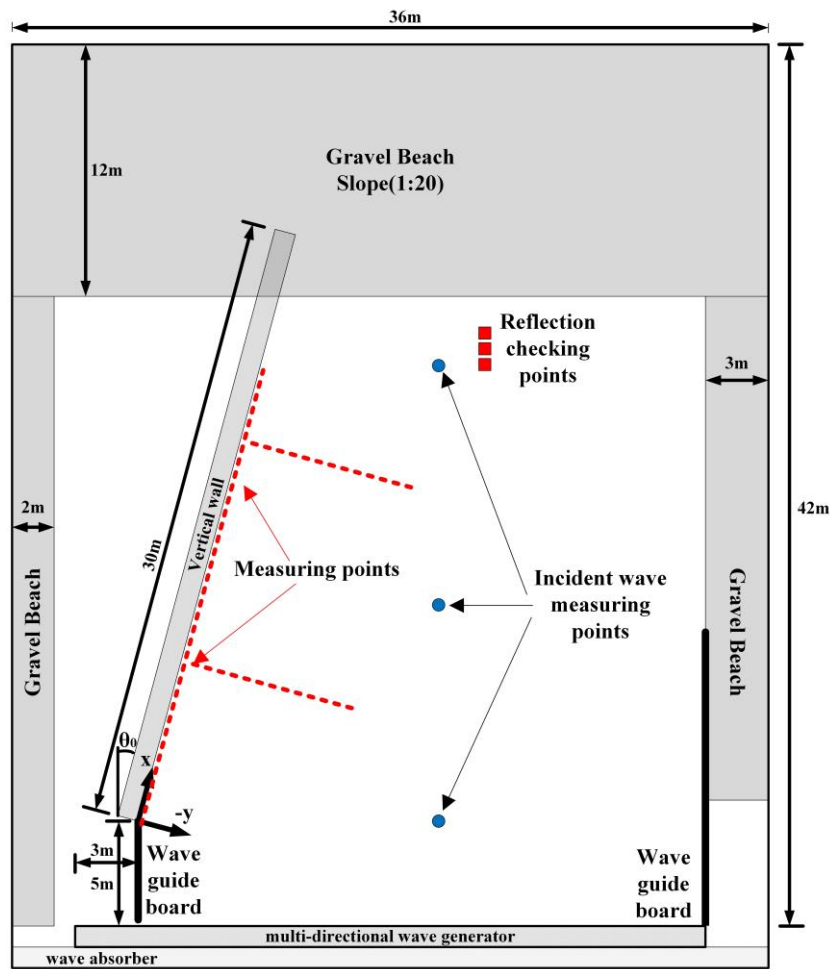 36m
12m
Gravel Beach
Slope(1:20)
Reflection
checking
points
3m
2m
42m
30m
Vertical wall
Measuring points
Incident wave
measuring
points
Gravel Beach
Gravel Beach
θ0
x
-y
3m
5m
Wave
guide
board
Wave
guide
board
multi-directional wave generator
wave absorber